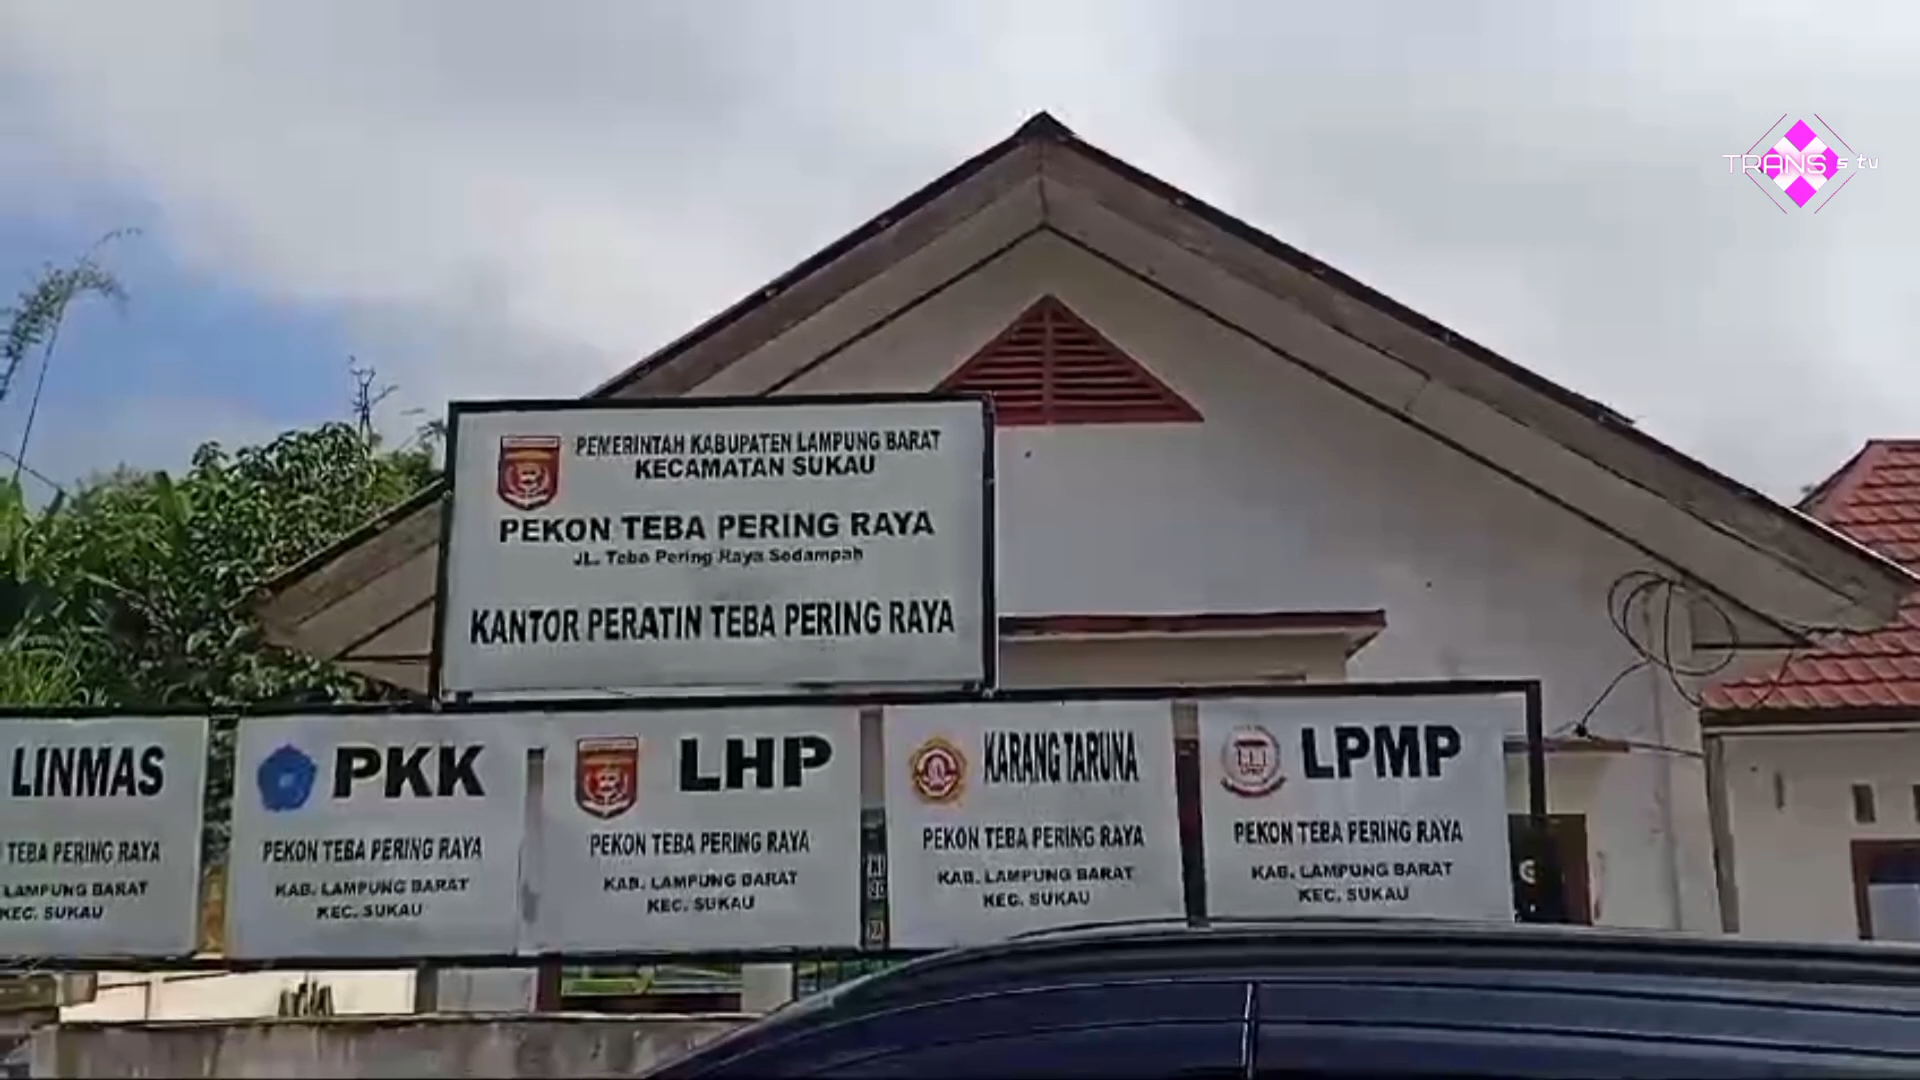 TRANS s tv
PEMERINTAH KABUPATEN LAMPUNG BARAT
KECAMATAN SUKAU
PEKON TEBA PERING RAYA
JL. Teba Pering Raya Sedampah
KANTOR PERATIN TEBA PERING RAYA
LINMAS
TEBA PERING RAYA
LAMPUNG BARAT
KEC. SUKAU
PKK
PEKON TEBA PERING RAYA
KAB. LAMPUNG BARAT
KEC. SUKAU
LHP
PEKON TEBA PERING RAYA
KAB. LAMPUNG BARAT
KEC. SUKAU
KARANG TARUNA
PEKON TEBA PERING RAYA
KAB. LAMPUNG BARAT
KEC. SUKAU
LPMP
PEKON TEBA PERING RAYA
KAB. LAMPUNG BARAT
KEC. SUKAU